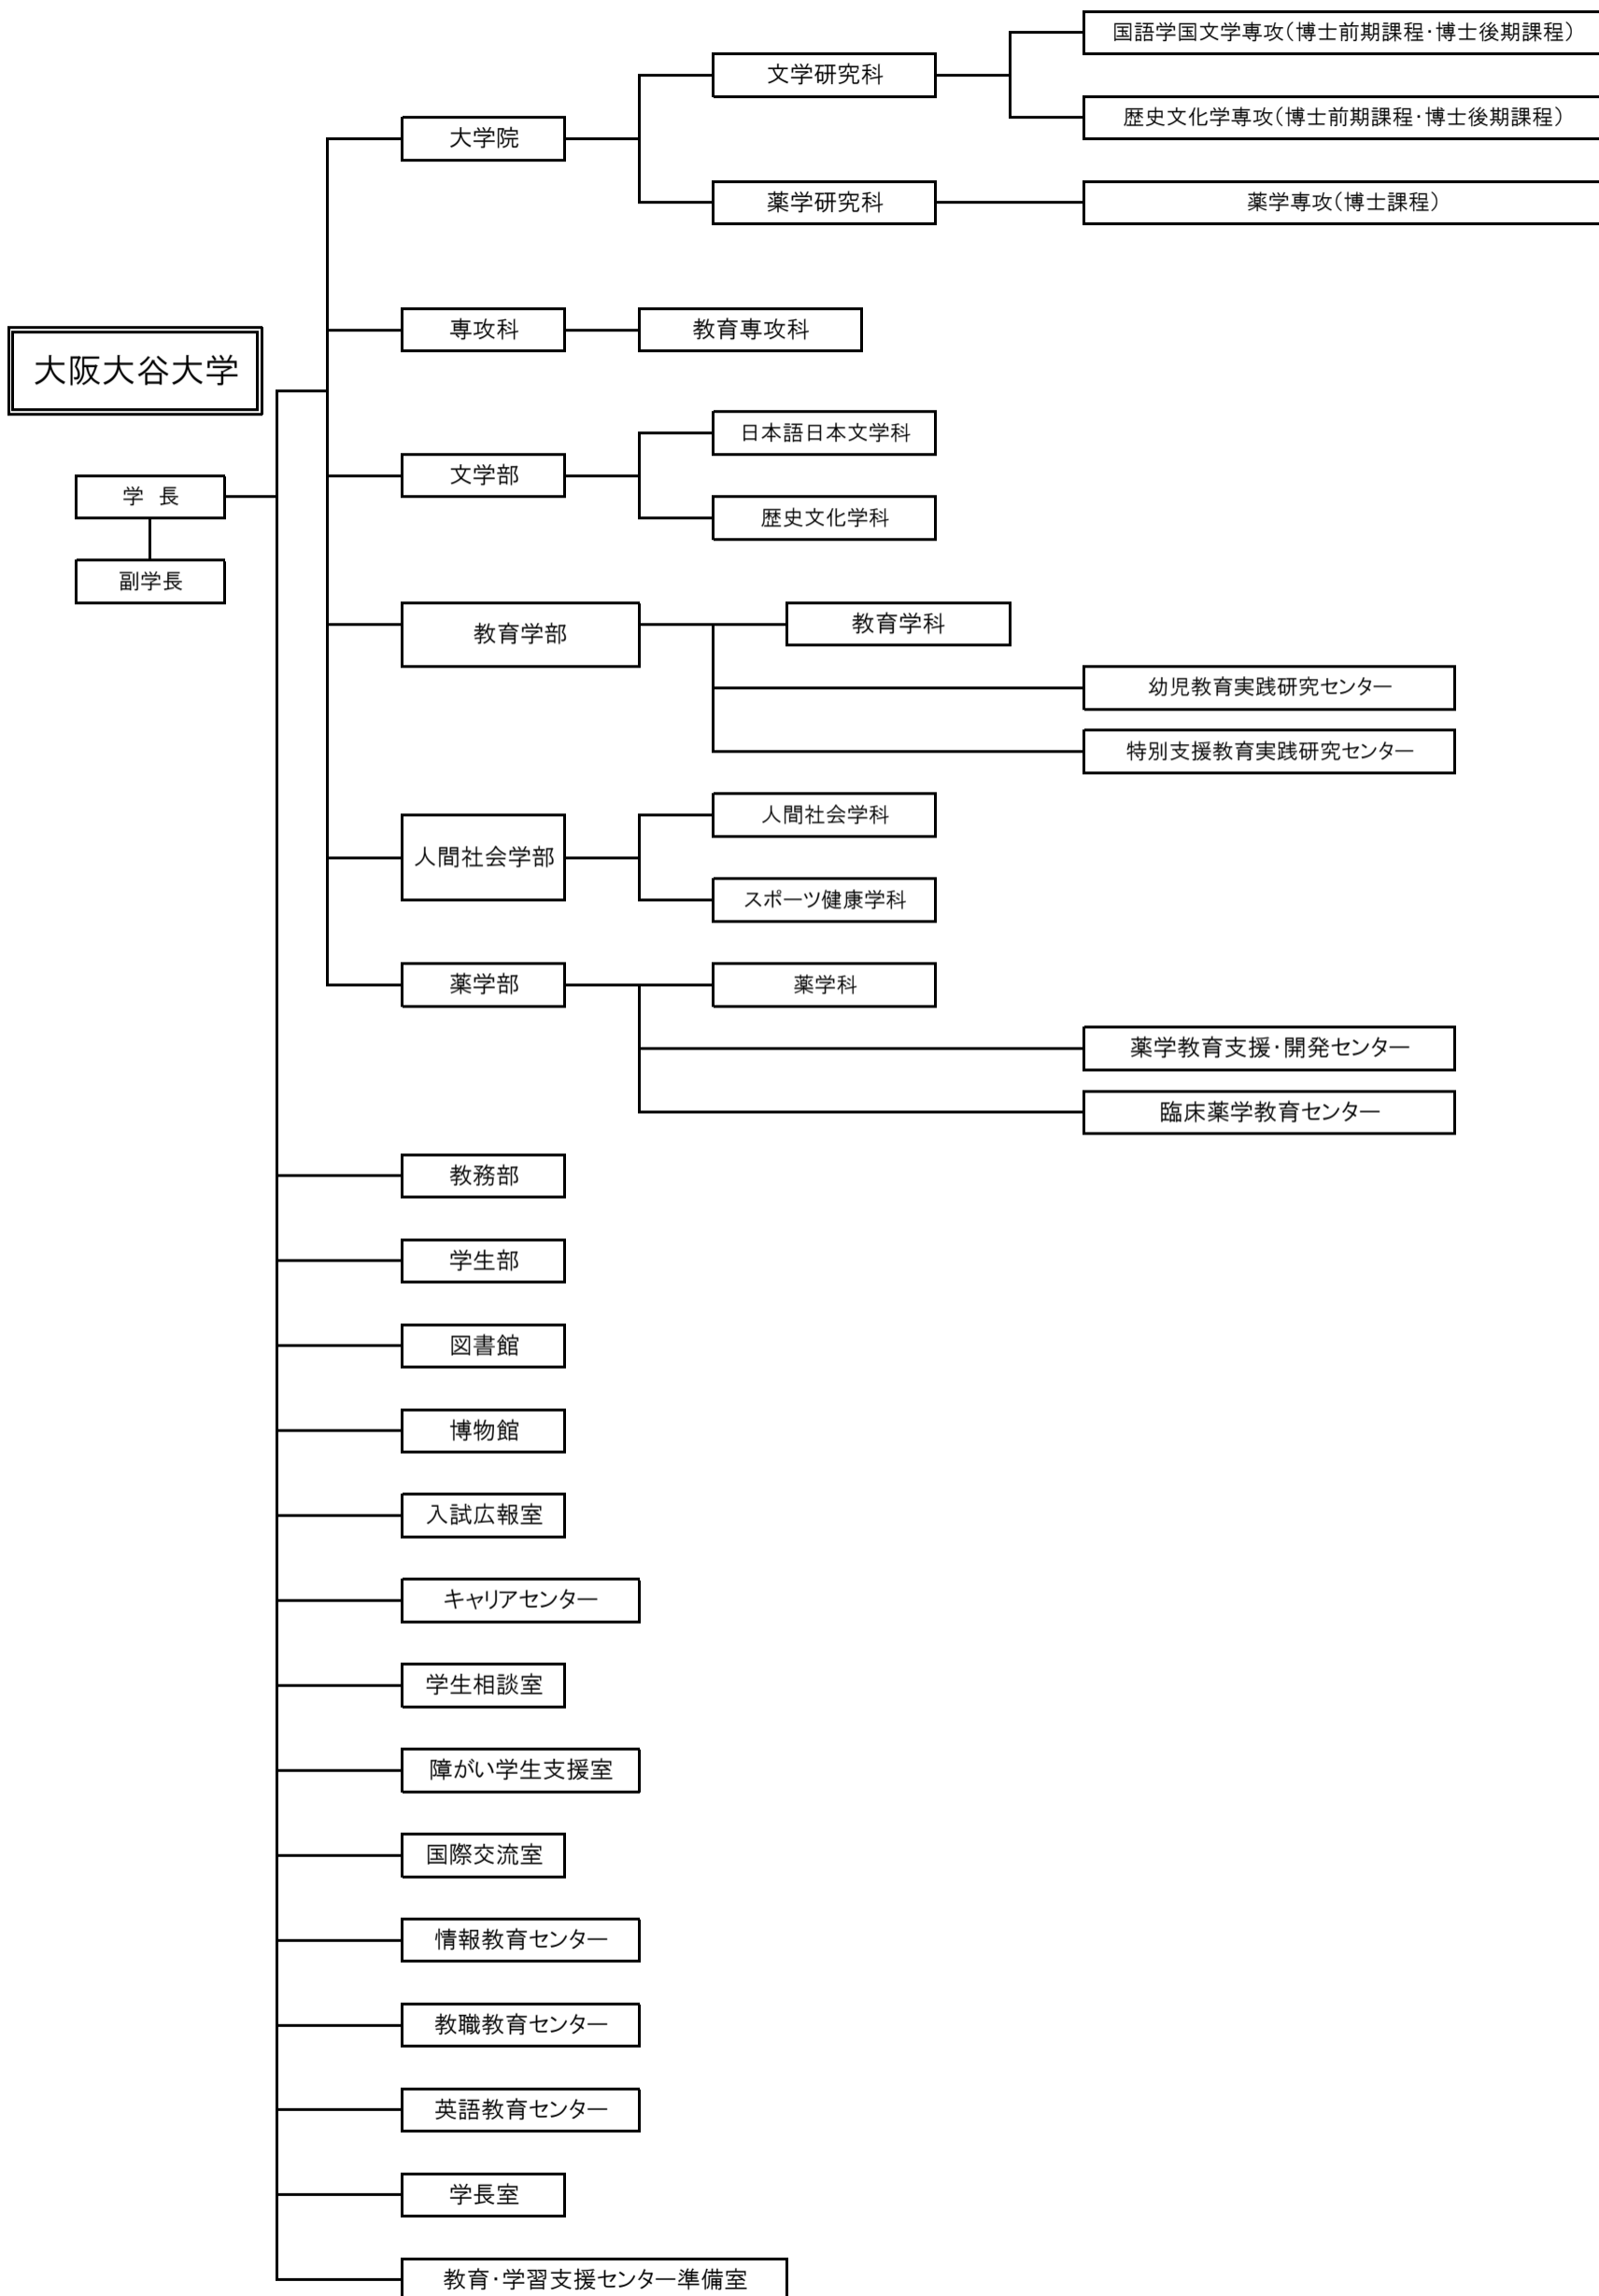 国語学国文学専攻(博士前期課程・博士後期課程)
文学研究科
歴史文化学専攻(博士前期課程・博士後期課程)
大学院
薬学研究科
薬学専攻(博士課程)
専攻科
教育専攻科
大阪大谷大学
日本語日本文学科
文学部
歴史文化学科
学 長
副学長
教育学部
教育学科
幼児教育実践研究センター
特別支援教育実践研究センター
人間社会学科
人間社会学部
スポーツ健康学科
薬学部
薬学科
薬学教育支援・開発センター
臨床薬学教育センター
教務部
学生部
図書館
博物館
入試広報室
キャリアセンター
学生相談室
障がい学生支援室
国際交流室
情報教育センター
教職教育センター
英語教育センター
学長室
教育・学習支援センター準備室